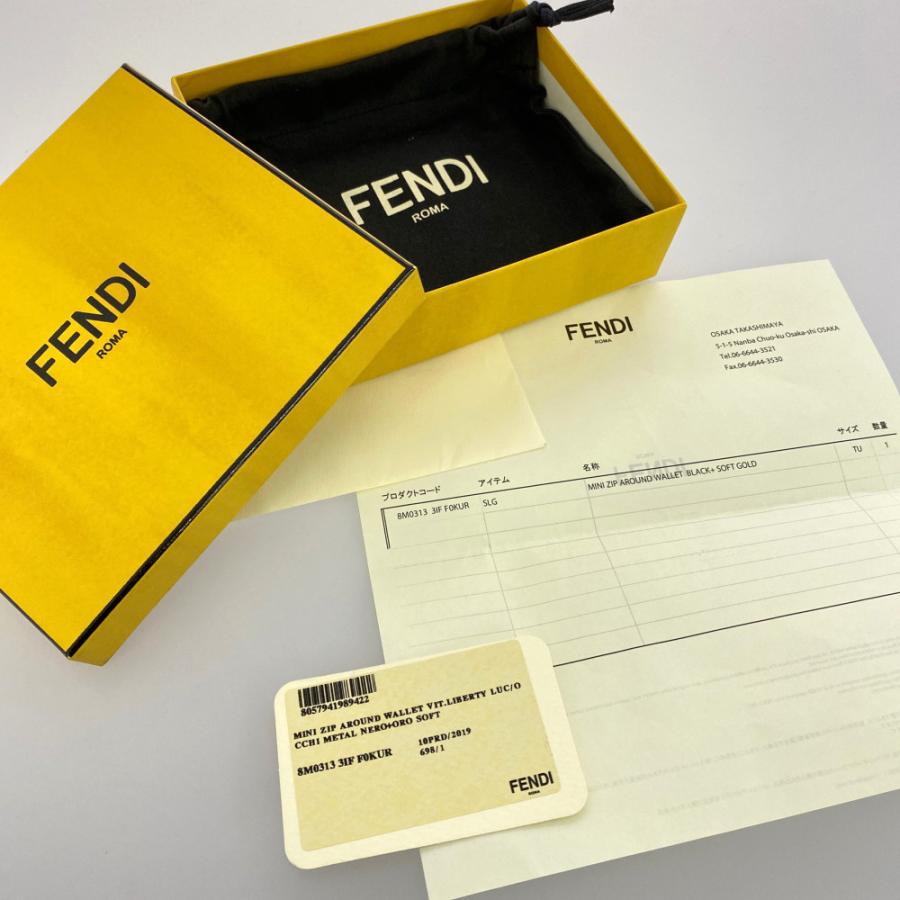 FENDI
ROMA
FENDI
ROMA
FENDI
ROMA
OSAKA TAKASHIMAYA
5-1-5 Nanba Chuo-ku Osaka-shi OSAKA
Tel.06-6644-3521
Fax.06-6644-3530
プロダクトコード アイテム 名称 サイズ 数量
8M0313 3IF F0KUR SLG MINI ZIP AROUND WALLET BLACK+ SOFT GOLD TU 1
8057941989422
MINI ZIP AROUND WALLET VIT.LIBERTY LUC/O
CCHI METAL NERO+ORO SOFT
8M0313 3IF F0KUR
10PRD/2019
698/1
FENDI
ROMA